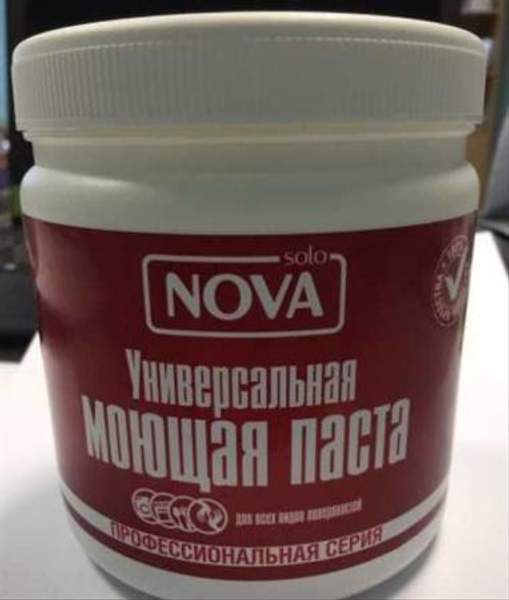 solo
NOVA
Универсальная
моющая паста
для всех видов поверхностей
ПРОФЕССИОНАЛЬНАЯ СЕРИЯ